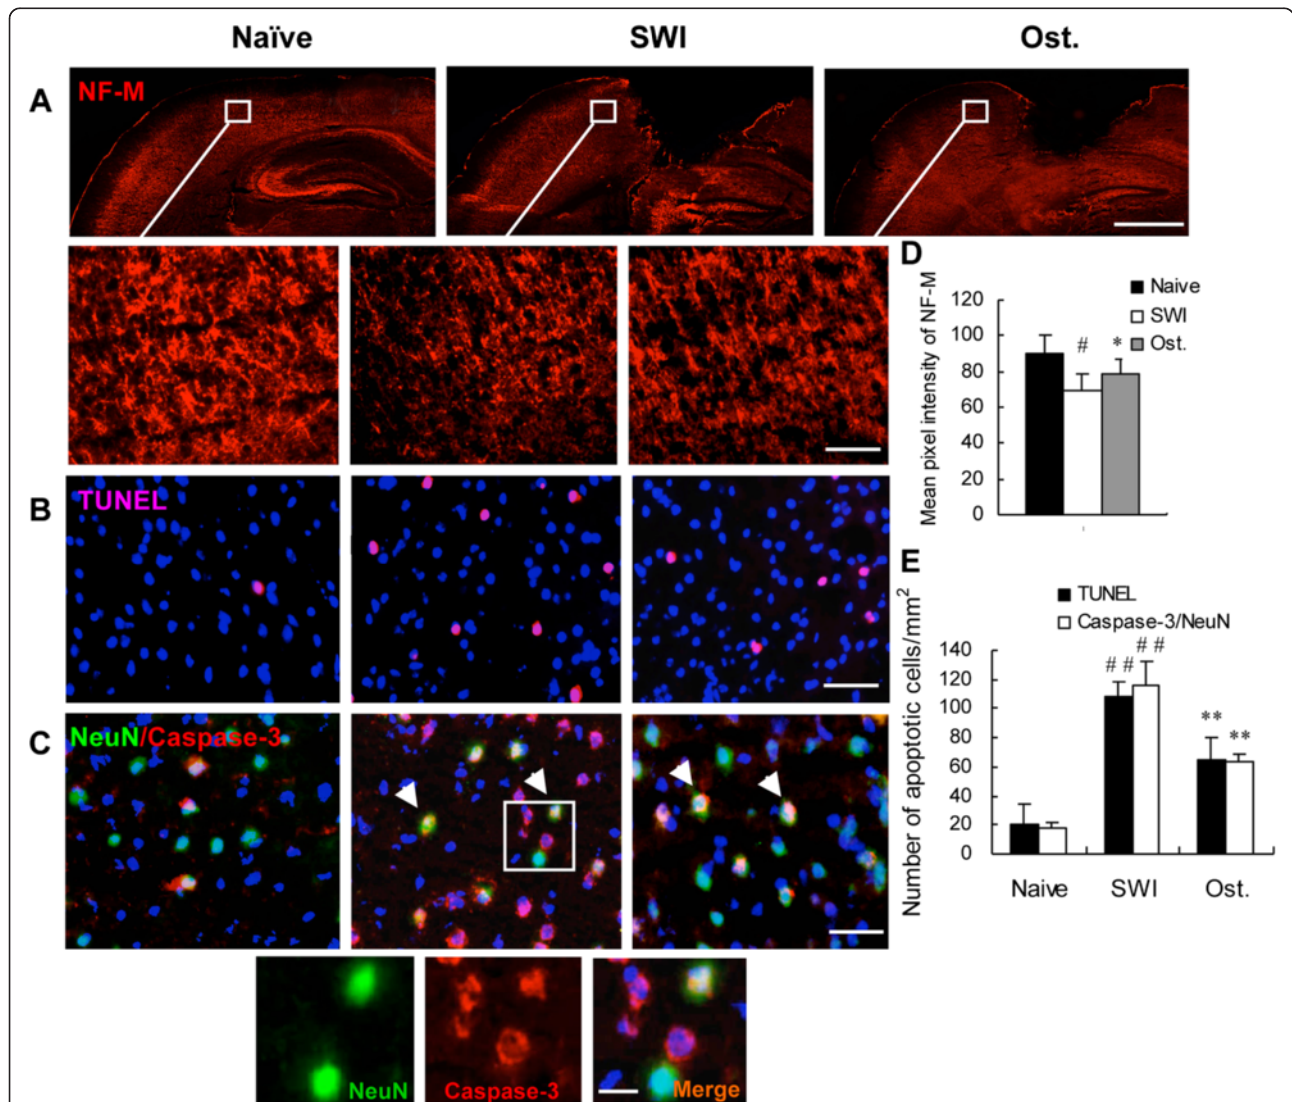 Naïve SWI Ost.
A
NF-M
D
Mean pixel intensity of NF-M
Naive
SWI
Ost.
120
100
80
60
40
20
0
# *
B
TUNEL
E
Number of apoptotic cells/mm²
TUNEL
Caspase-3/NeuN
140
120
100
80
60
40
20
0
## ##
** **
Naive SWI Ost.
C
NeuN/Caspase-3
NeuN
Caspase-3
Merge